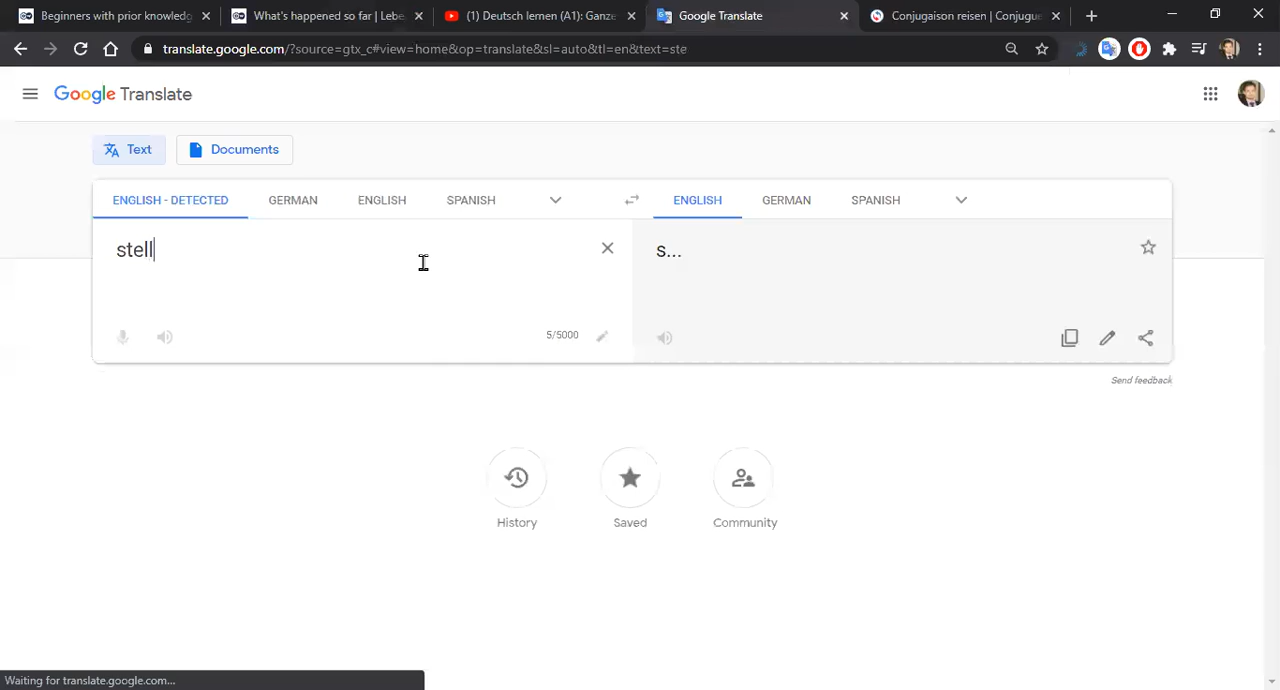 Beginners with prior knowledg
What's happened so far | Lebe
(1) Deutsch lernen (A1): Ganze
Google Translate
Conjugaison reisen | Conjugue
translate.google.com/?source=gtx_c#view=home&op=translate&sl=auto&tl=en&text=ste
Google Translate
Text
Documents
ENGLISH - DETECTED
GERMAN
ENGLISH
SPANISH
ENGLISH
GERMAN
SPANISH
stell
s...
5/5000
Send feedback
History
Saved
Community
Waiting for translate.google.com...